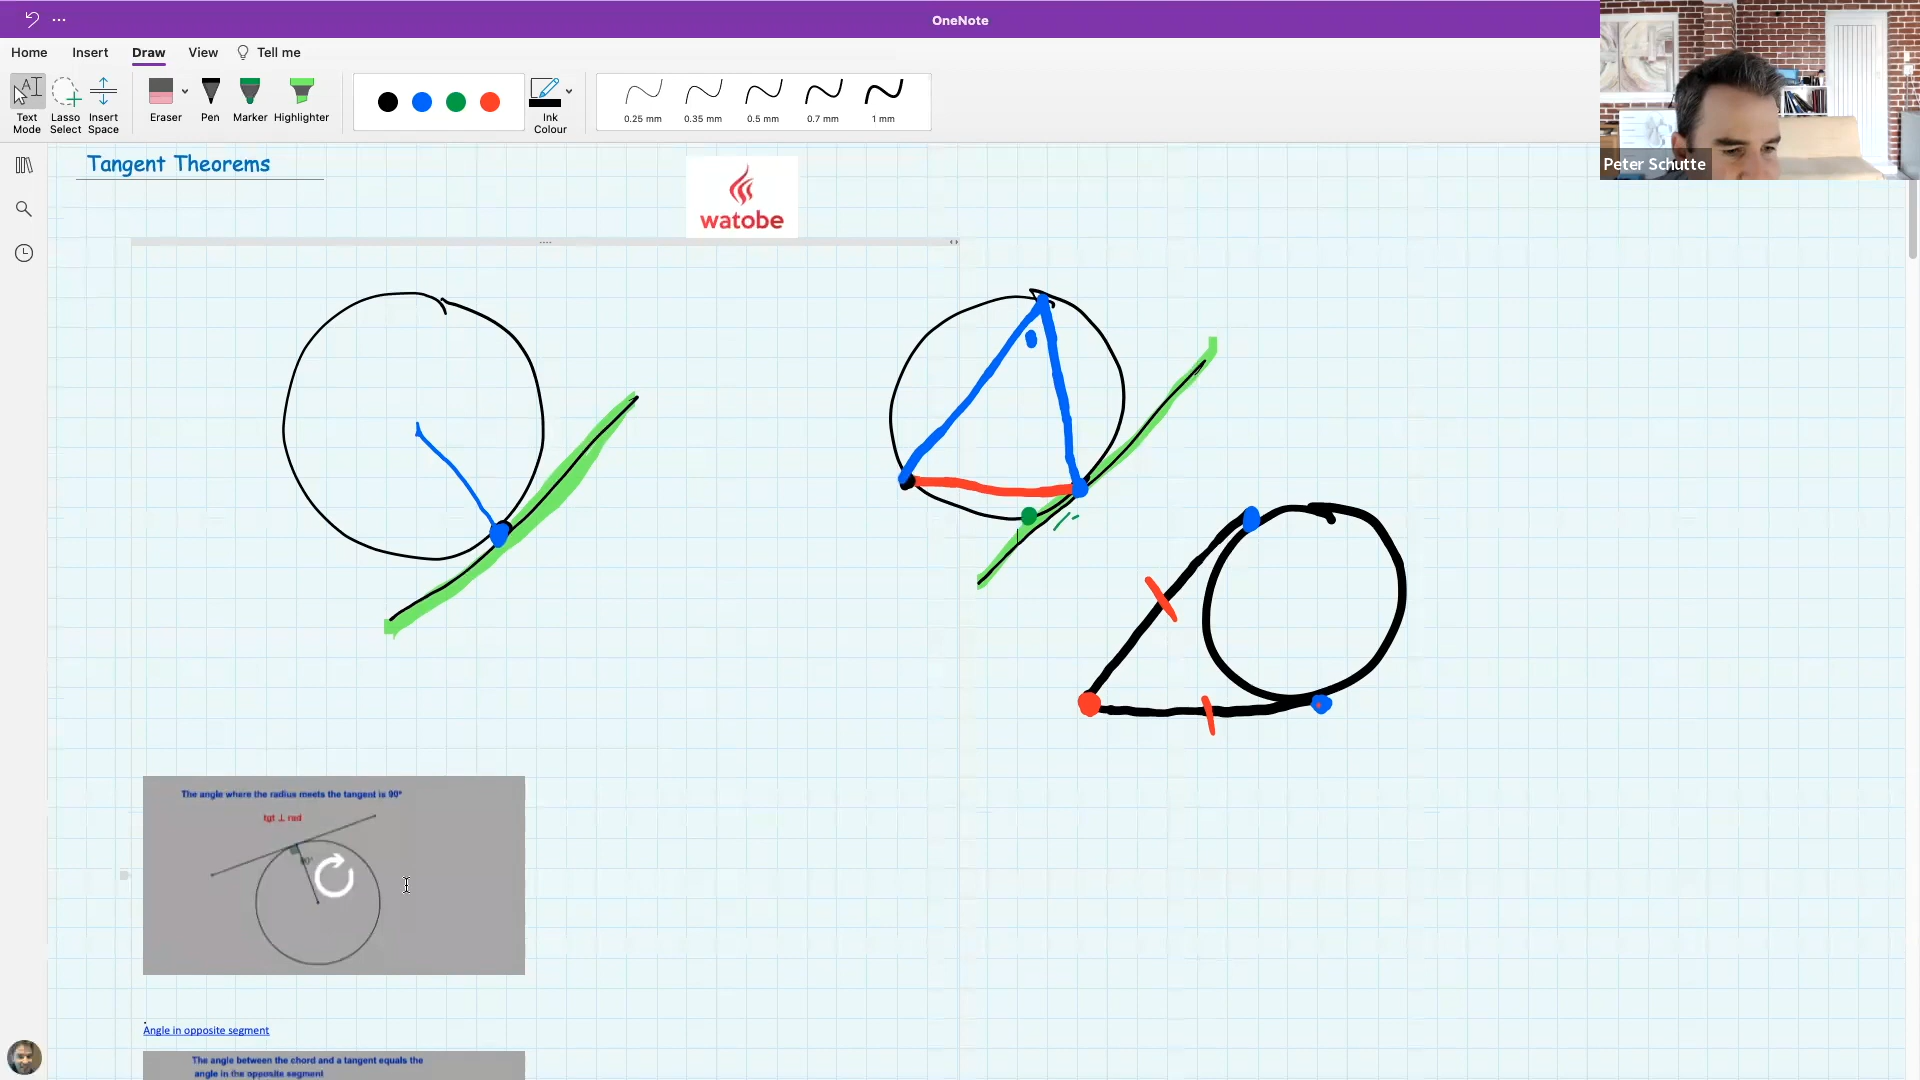 OneNote
Home Insert Draw View Tell me
Text Mode
Lasso Select
Insert Space
Eraser
Pen
Marker
Highlighter
Ink Colour
0.25 mm
0.35 mm
0.5 mm
0.7 mm
1 mm
Peter Schutte
Tangent Theorems
watobe
The angle where the radius meets the tangent is 90°
tgt ⊥ rad
90°
Angle in opposite segment
The angle between the chord and a tangent equals the
angle in the opposite segment